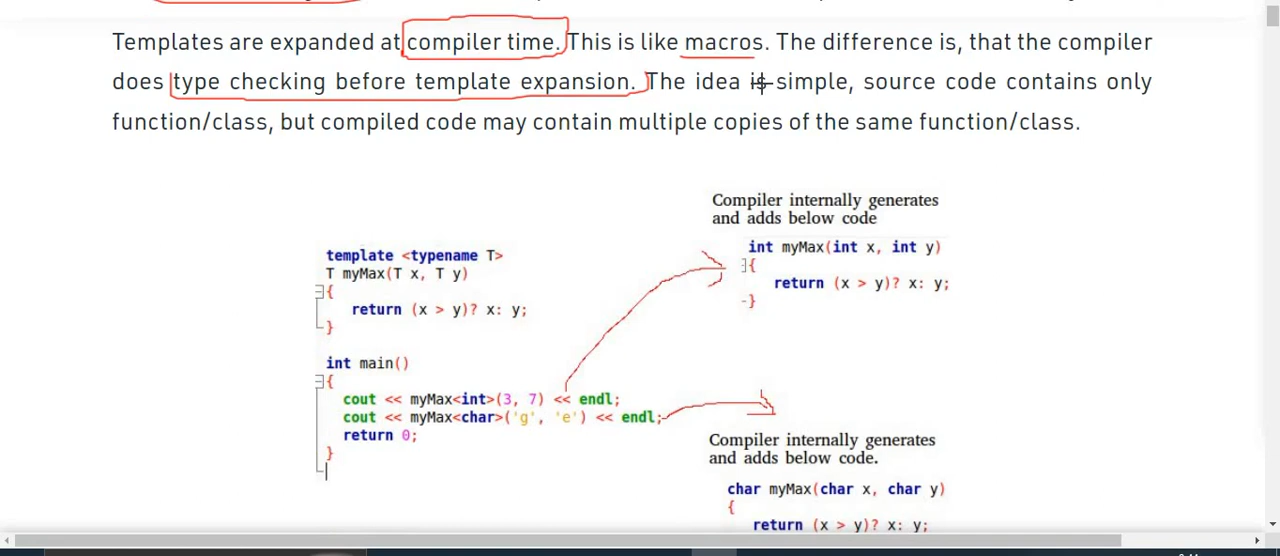 Templates are expanded at compiler time. This is like macros. The difference is, that the compiler
does type checking before template expansion. The idea is simple, source code contains only
function/class, but compiled code may contain multiple copies of the same function/class.
Compiler internally generates
and adds below code
template <typename T>
T myMax(T x, T y)
{
return (x > y)? x: y;
}
int main()
{
cout << myMax<int>(3, 7) << endl;
cout << myMax<char>('g', 'e') << endl;
return 0;
}
int myMax(int x, int y)
{
return (x > y)? x: y;
}
Compiler internally generates
and adds below code.
char myMax(char x, char y)
{
return (x > y)? x: y;